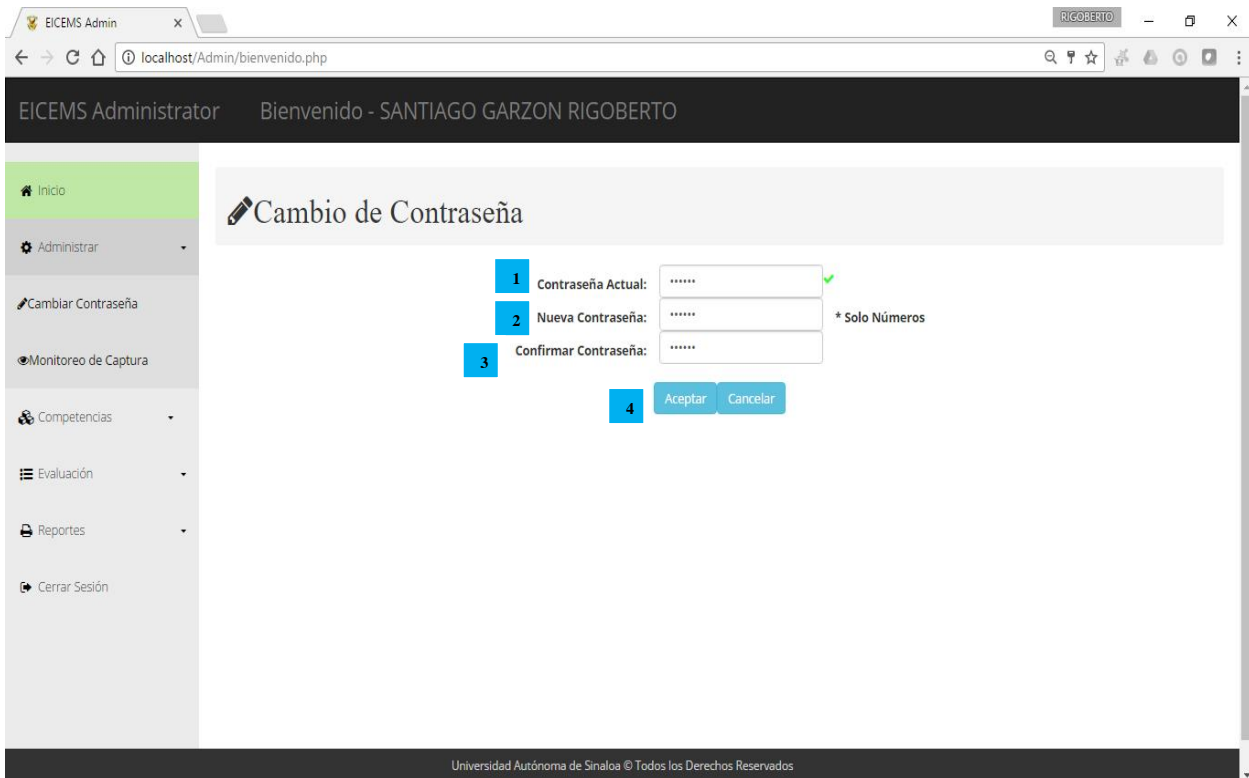 EICEMS Admin
RIGOBERTO
localhost/Admin/bienvenido.php
EICEMS Administrator Bienvenido - SANTIAGO GARZON RIGOBERTO
Inicio
Administrar
Cambiar Contraseña
Monitoreo de Captura
Competencias
Evaluación
Reportes
Cerrar Sesión
Cambio de Contraseña
1 Contraseña Actual: ••••••
2 Nueva Contraseña: •••••• * Solo Números
3 Confirmar Contraseña: ••••••
4 Aceptar Cancelar
Universidad Autónoma de Sinaloa © Todos los Derechos Reservados